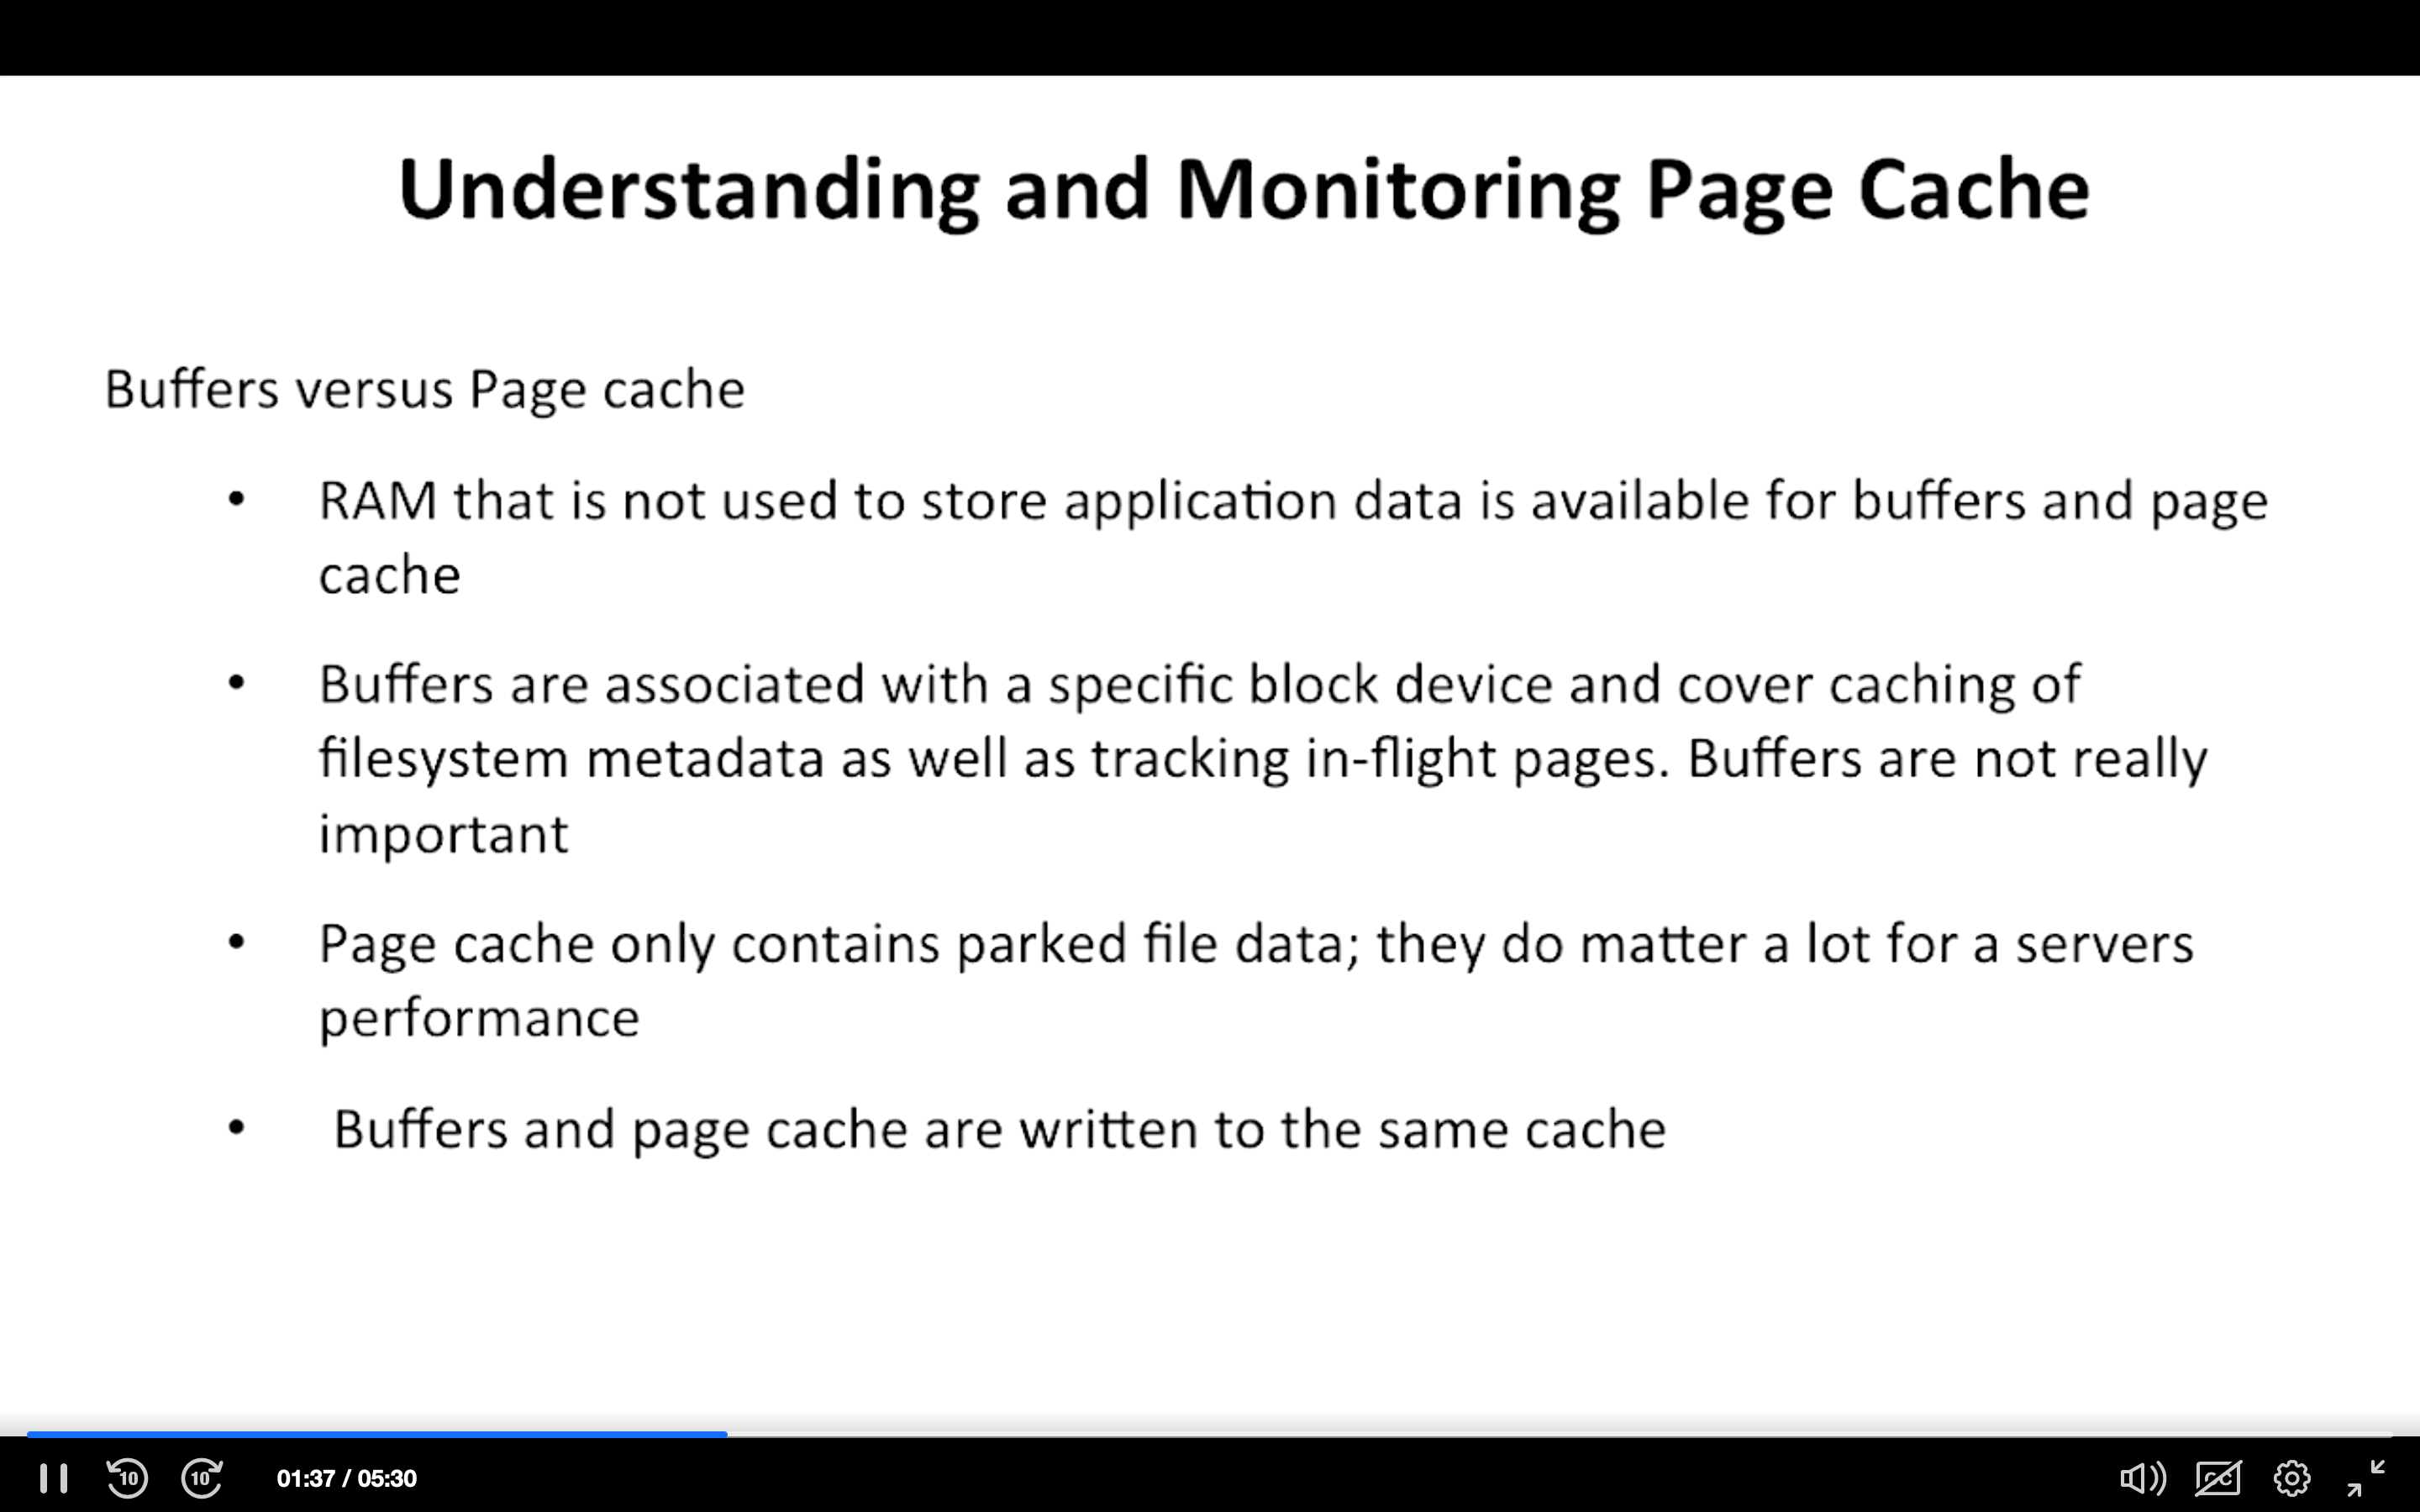 Understanding and Monitoring Page Cache
Buffers versus Page cache
• RAM that is not used to store application data is available for buffers and page
cache
• Buffers are associated with a specific block device and cover caching of
filesystem metadata as well as tracking in-flight pages. Buffers are not really
important
• Page cache only contains parked file data; they do matter a lot for a servers
performance
• Buffers and page cache are written to the same cache
10 10 01:37 / 05:30 CC